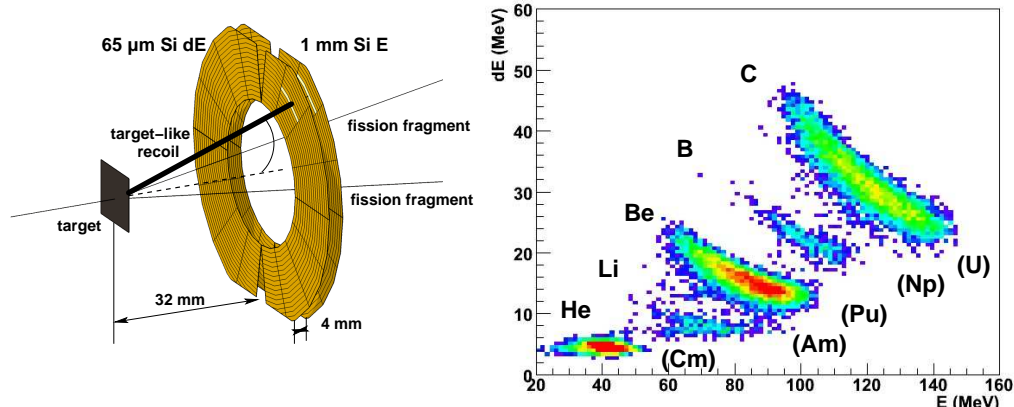 65 μm Si dE
1 mm Si E
target–like
recoil
fission fragment
fission fragment
target
32 mm
4 mm
dE (MeV)
60
50
40
30
20
10
0
20
40
60
80
100
120
140
160
E (MeV)
C
B
Be
Li
He
(U)
(Np)
(Pu)
(Am)
(Cm)